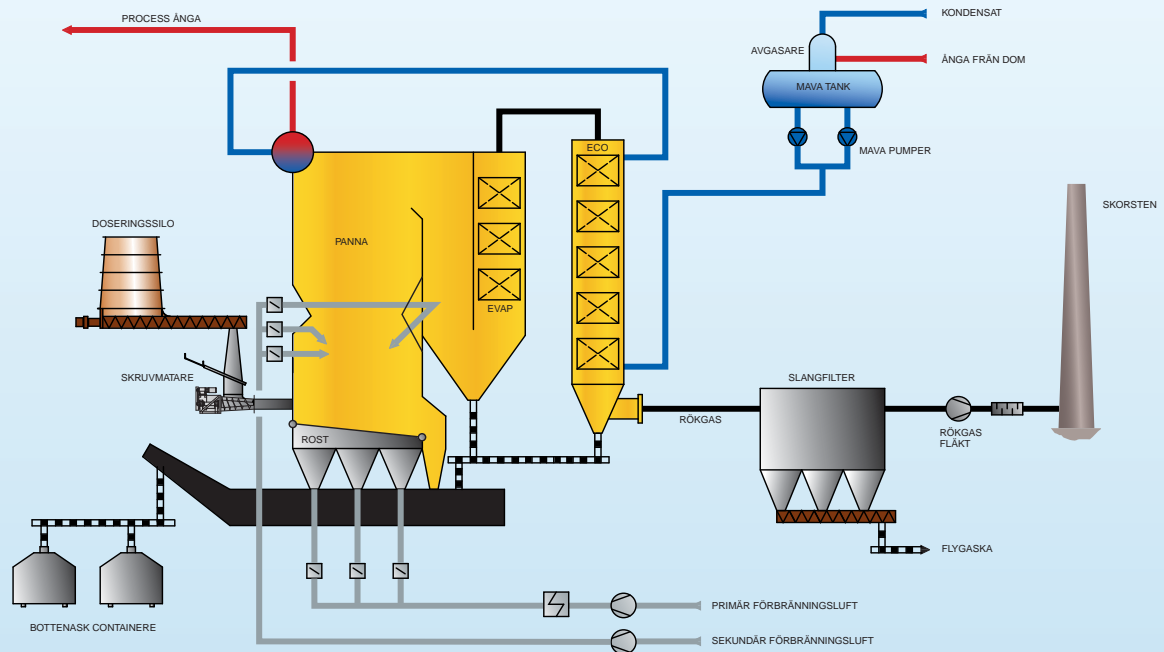 PROCESS ÅNGA
KONDENSAT
AVGASARE
ÅNGA FRÅN DOM
MAVA TANK
ECO
MAVA PUMPER
SKORSTEN
DOSERINGSSILO
PANNA
EVAP
SKRUVMATARE
SLANGFILTER
RÖKGAS
RÖKGAS
FLÄKT
ROST
FLYGASKA
PRIMÄR FÖRBRÄNNINGSLUFT
BOTTENASK CONTAINERE
SEKUNDÄR FÖRBRÄNNINGSLUFT